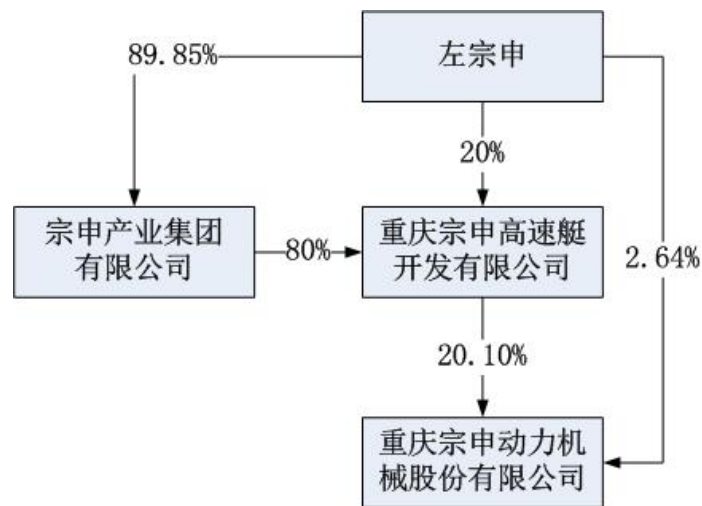 左宗申
89.85%
20%
宗申产业集团
有限公司
80%
重庆宗申高速艇
开发有限公司
2.64%
20.10%
重庆宗申动力机
械股份有限公司